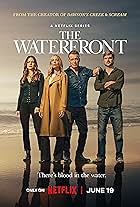 FROM THE CREATOR OF DAWSON'S CREEK & SCREAM
A NETFLIX SERIES
THE
WATERFRONT
There's blood in the water.
ONLY ON NETFLIX | JUNE 19